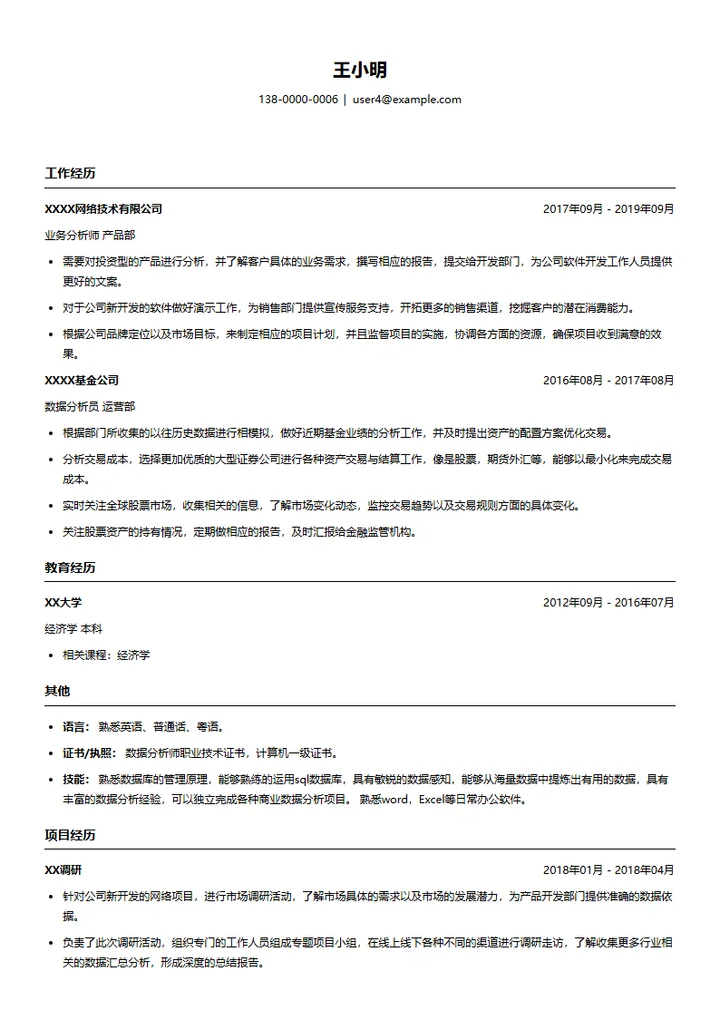 王小明
138-0000-0006 | user4@example.com
工作经历
XXXX网络技术有限公司 2017年09月 - 2019年09月
业务分析师 产品部
• 需要对投资型的产品进行分析，并了解客户具体的业务需求，撰写相应的报告，提交给开发部门，为公司软件开发工作人员提供
更好的文案。
• 对于公司新开发的软件做好演示工作，为销售部门提供宣传服务支持，开拓更多的销售渠道，挖掘客户的潜在消费能力。
• 根据公司品牌定位以及市场目标，来制定相应的项目计划，并且监督项目的实施，协调各方面的资源，确保项目收到满意的效
果。
XXXX基金公司 2016年08月 - 2017年08月
数据分析员 运营部
• 根据部门所收集的以往历史数据进行相模拟，做好近期基金业绩的分析工作，并及时提出资产的配置方案优化交易。
• 分析交易成本，选择更加优质的大型证券公司进行各种资产交易与结算工作，像是股票，期货外汇等，能够以最小化来完成交易
成本。
• 实时关注全球股票市场，收集相关的信息，了解市场变化动态，监控交易趋势以及交易规则方面的具体变化。
• 关注股票资产的持有情况，定期做相应的报告，及时汇报给金融监管机构。
教育经历
XX大学 2012年09月 - 2016年07月
经济学 本科
• 相关课程：经济学
其他
• 语言： 熟悉英语、普通话、粤语。
• 证书/执照： 数据分析师职业技术证书，计算机一级证书。
• 技能： 熟悉数据库的管理原理，能够熟练的运用sql数据库，具有敏锐的数据感知，能够从海量数据中提炼出有用的数据，具有
丰富的数据分析经验，可以独立完成各种商业数据分析项目。 熟悉word，Excel等日常办公软件。
项目经历
XX调研 2018年01月 - 2018年04月
• 针对公司新开发的网络项目，进行市场调研活动，了解市场具体的需求以及市场的发展潜力，为产品开发部门提供准确的数据依
据。
• 负责了此次调研活动，组织专门的工作人员组成专题项目小组，在线上线下各种不同的渠道进行调研走访，了解收集更多行业相
关的数据汇总分析，形成深度的总结报告。